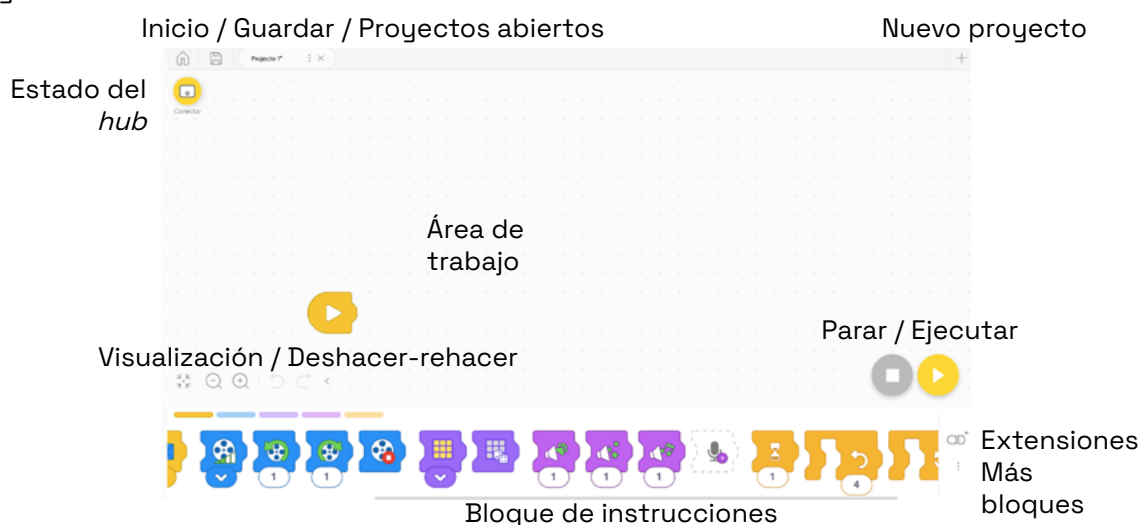 Inicio / Guardar / Proyectos abiertos
Nuevo proyecto
Projecte 1*
Estado del
hub
Conectar
Área de
trabajo
Parar / Ejecutar
Visualización / Deshacer-rehacer
1
1
1
1
1
1
4
Extensiones
Más
bloques
Bloque de instrucciones